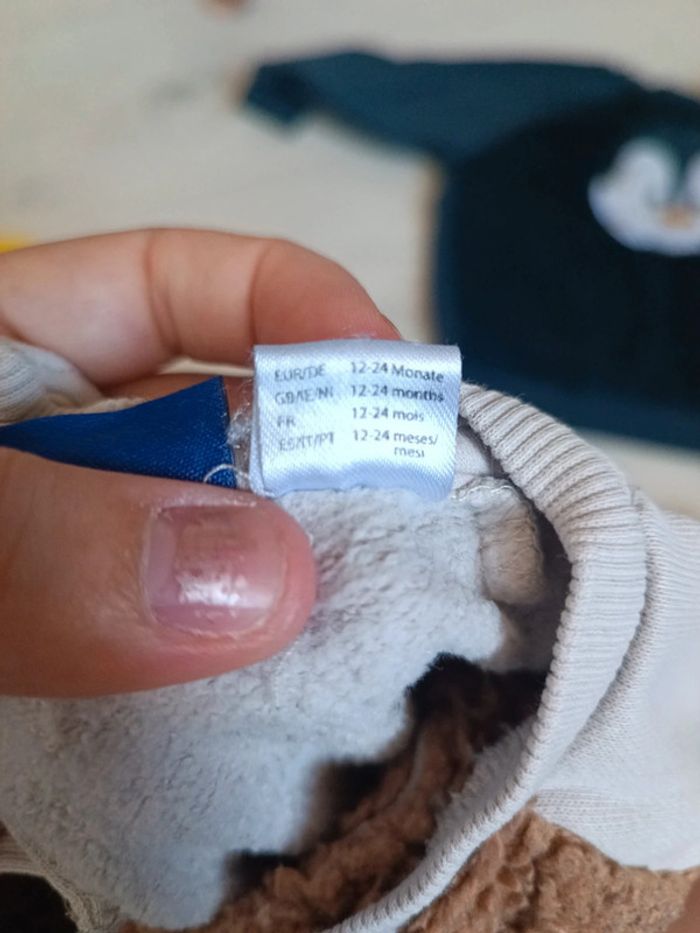 EUR/DE 12-24 Monate
GB/IE/NI 12-24 months
FR 12-24 mois
ES/IT/PT 12-24 meses/
mesi